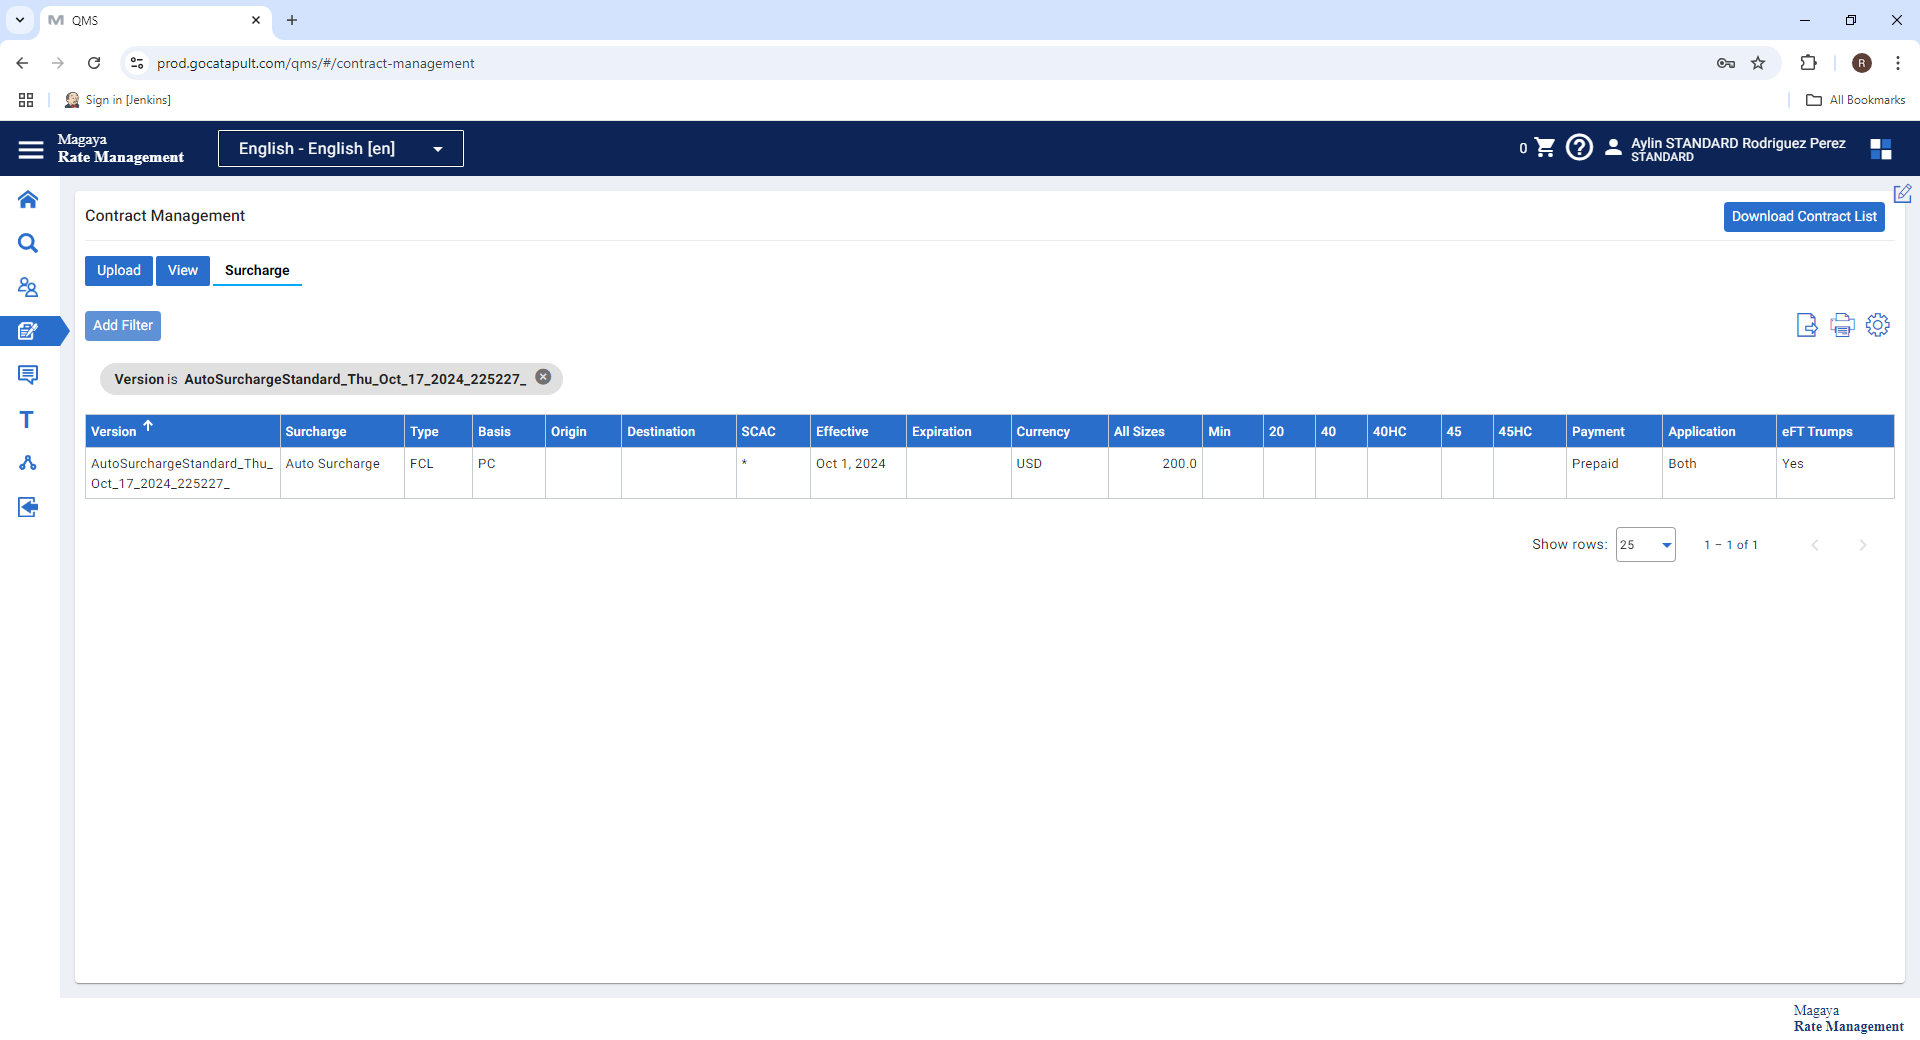 QMS
prod.gocatapult.com/qms/#/contract-management
R
Sign in [Jenkins]
All Bookmarks
Magaya
Rate Management
English - English [en]
0
Aylin STANDARD Rodriguez Perez
STANDARD
Contract Management
Download Contract List
Upload View Surcharge
Add Filter
Version is AutoSurchargeStandard_Thu_Oct_17_2024_225227_
Version Surcharge Type Basis Origin Destination SCAC Effective Expiration Currency All Sizes Min 20 40 40HC 45 45HC Payment Application eFT Trumps
AutoSurchargeStandard_Thu_ Auto Surcharge FCL PC * Oct 1, 2024 USD 200.0 Prepaid Both Yes
Oct_17_2024_225227_
Show rows: 25 1 – 1 of 1
T
Magaya
Rate Management